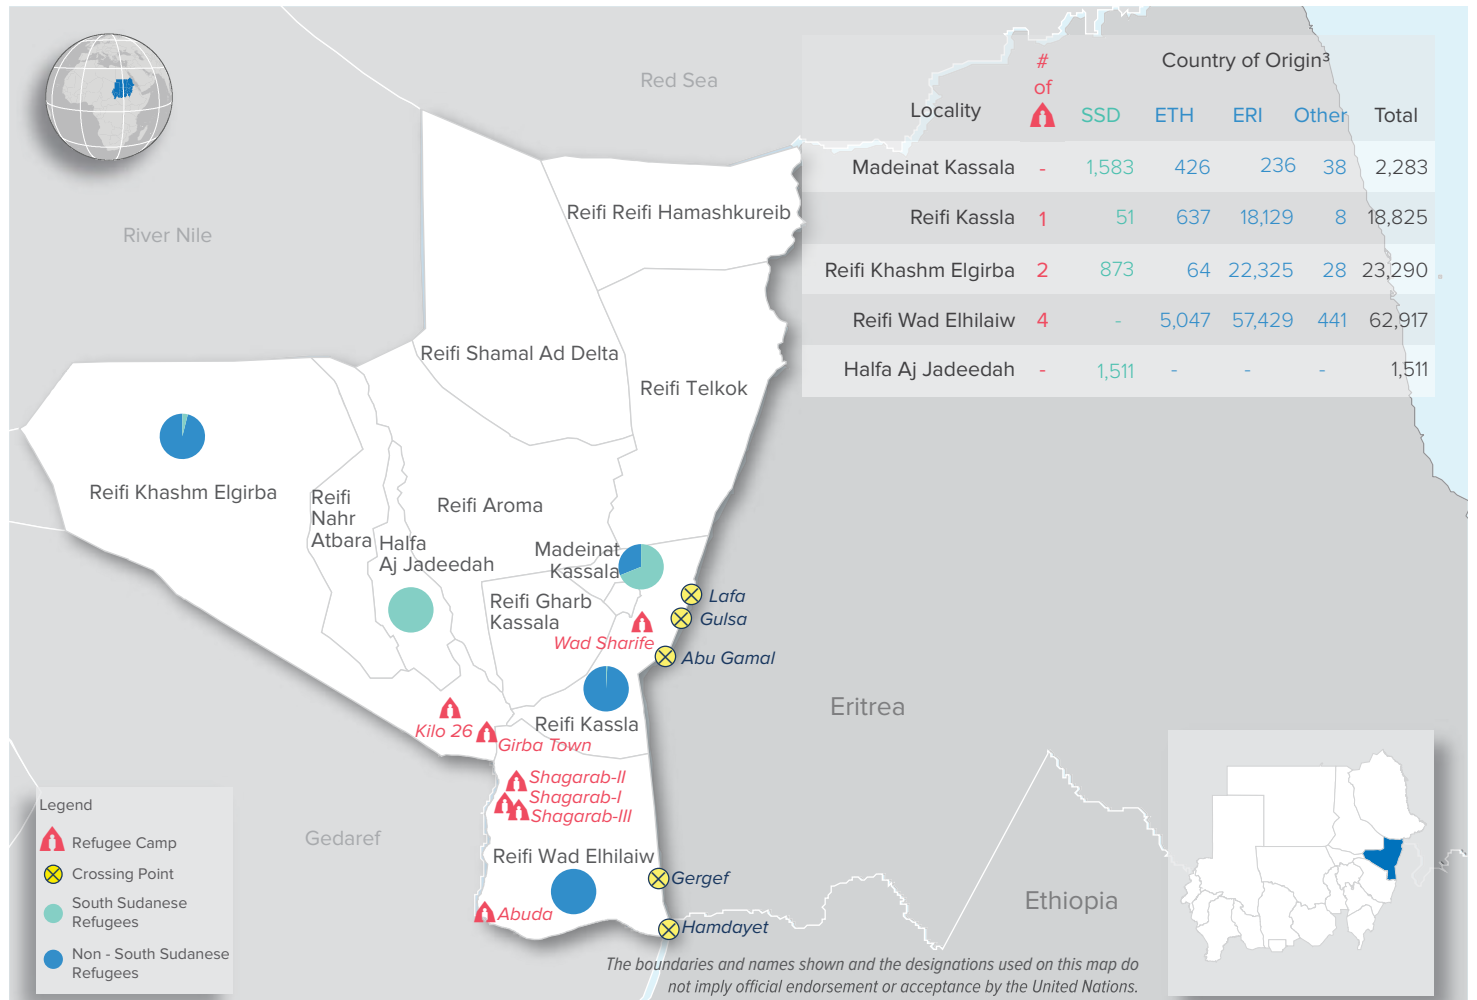 Red Sea
River Nile
Reifi Reifi Hamashkureib
Reifi Shamal Ad Delta
Reifi Telkok
Reifi Khashm Elgirba
Reifi
Nahr
Atbara
Reifi Aroma
Halfa
Aj Jadeedah
Madeinat
Kassala
Reifi Gharb
Kassala
Wad Sharife
Lafa
Gulsa
Abu Gamal
Reifi Kassla
Kilo 26
Girba Town
Shagarab-II
Shagarab-I
Shagarab-III
Reifi Wad Elhilaiw
Abuda
Gergef
Hamdayet
Eritrea
Ethiopia
Gedaref
# of Country of Origin³
Locality SSD ETH ERI Other Total
Madeinat Kassala - 1,583 426 236 38 2,283
Reifi Kassla 1 51 637 18,129 8 18,825
Reifi Khashm Elgirba 2 873 64 22,325 28 23,290
Reifi Wad Elhilaiw 4 - 5,047 57,429 441 62,917
Halfa Aj Jadeedah - 1,511 - - - 1,511
Legend
Refugee Camp
Crossing Point
South Sudanese
Refugees
Non - South Sudanese
Refugees
The boundaries and names shown and the designations used on this map do
not imply official endorsement or acceptance by the United Nations.